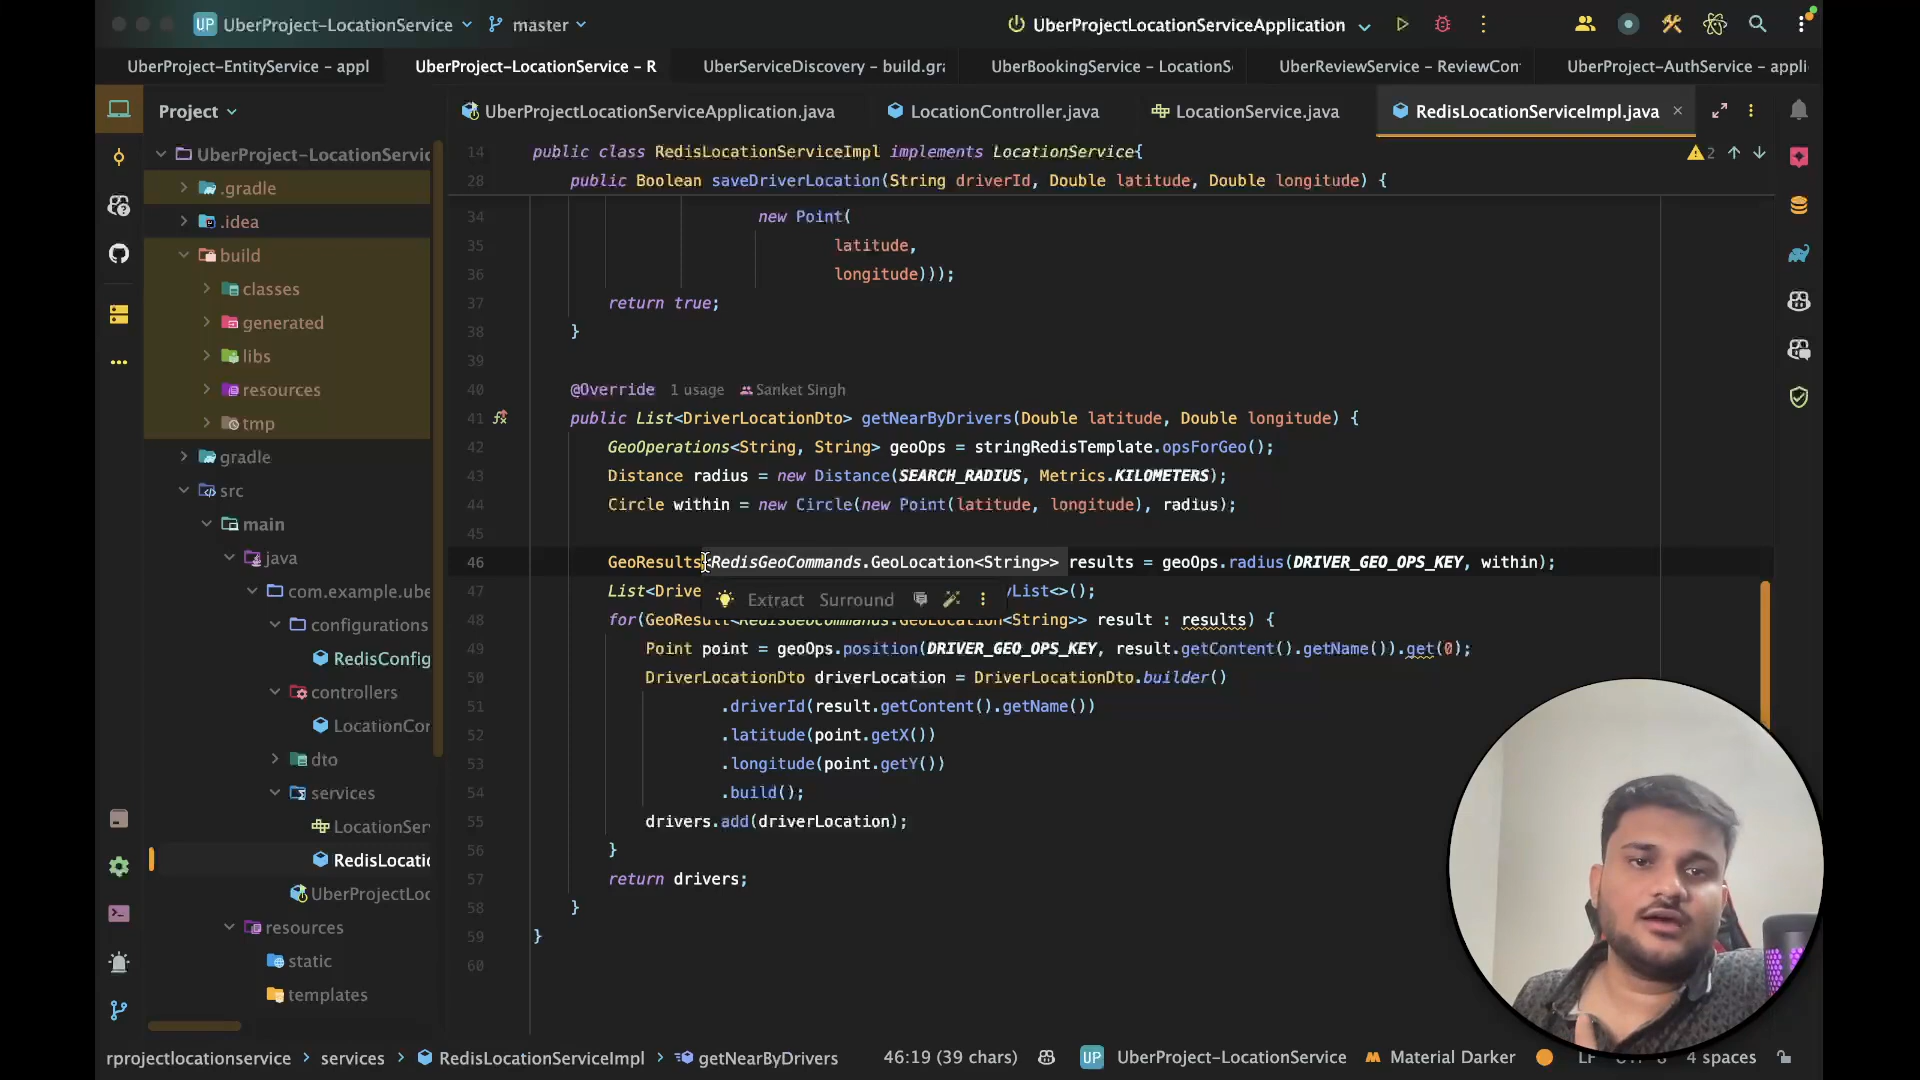 UP UberProject-LocationService master UberProjectLocationServiceApplication
UberProject-EntityService – appl UberProject-LocationService – R UberServiceDiscovery – build.gra UberBookingService – LocationS UberReviewService – ReviewCon UberProject-AuthService – appli
Project UberProjectLocationServiceApplication.java LocationController.java LocationService.java RedisLocationServiceImpl.java
UberProject-LocationServic
.gradle
.idea
build
classes
generated
libs
resources
tmp
gradle
src
main
java
com.example.ube
configurations
RedisConfig
controllers
LocationCor
dto
services
LocationSer
RedisLocatio
UberProjectLoc
resources
static
templates
14 public class RedisLocationServiceImpl implements LocationService{
2
28 public Boolean saveDriverLocation(String driverId, Double latitude, Double longitude) {
34 new Point(
35 latitude,
36 longitude)));
37 return true;
38 }
39
40 @Override 1 usage Sanket Singh
41 public List<DriverLocationDto> getNearByDrivers(Double latitude, Double longitude) {
42 GeoOperations<String, String> geoOps = stringRedisTemplate.opsForGeo();
43 Distance radius = new Distance(SEARCH_RADIUS, Metrics.KILOMETERS);
44 Circle within = new Circle(new Point(latitude, longitude), radius);
45
46 GeoResults<RedisGeoCommands.GeoLocation<String>> results = geoOps.radius(DRIVER_GEO_OPS_KEY, within);
47 List<Drive yList<>();
Extract Surround
48 for(GeoResult<RedisGeoCommands.GeoLocation<String>> result : results) {
49 Point point = geoOps.position(DRIVER_GEO_OPS_KEY, result.getContent().getName()).get(0);
50 DriverLocationDto driverLocation = DriverLocationDto.builder()
51 .driverId(result.getContent().getName())
52 .latitude(point.getX())
53 .longitude(point.getY())
54 .build();
55 drivers.add(driverLocation);
56 }
57 return drivers;
58 }
59 }
60
rprojectlocationservice > services > RedisLocationServiceImpl > getNearByDrivers 46:19 (39 chars) UP UberProject-LocationService Material Darker LF 4 spaces